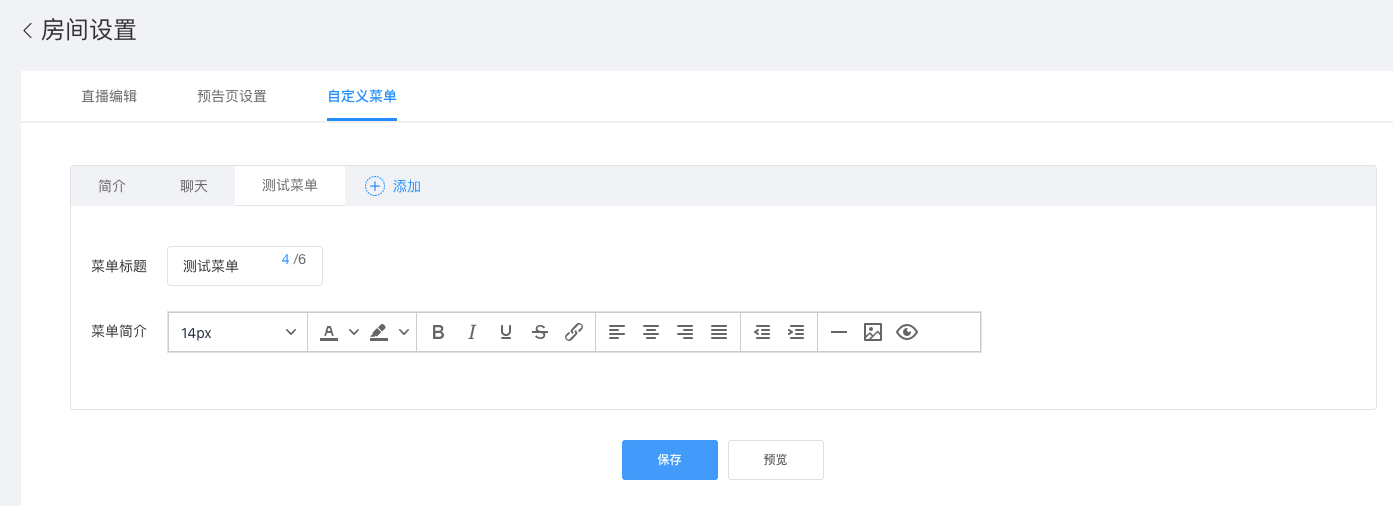 房间设置
直播编辑 预告页设置 自定义菜单
简介 聊天 测试菜单 添加
菜单标题 测试菜单 4 /6
菜单简介 14px A B I U S
保存 预览